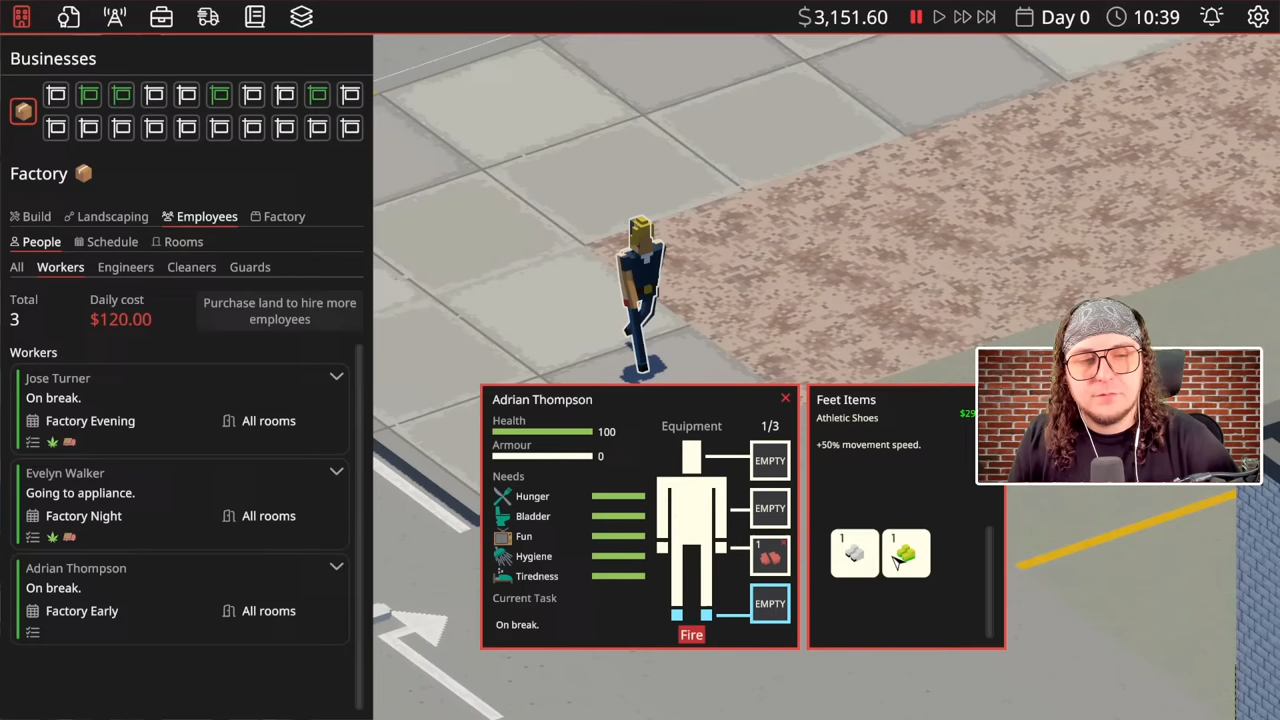 $3,151.60
Day 0
10:39
Businesses
Factory
Build Landscaping Employees Factory
People Schedule Rooms
All Workers Engineers Cleaners Guards
Total Daily cost
3 $120.00
Purchase land to hire more
employees
Workers
Jose Turner
On break.
Factory Evening All rooms
Evelyn Walker
Going to appliance.
Factory Night All rooms
Adrian Thompson
On break.
Factory Early All rooms
Adrian Thompson
Health
100
Armour
0
Needs
Hunger
Bladder
Fun
Hygiene
Tiredness
Current Task
On break.
Equipment 1/3
EMPTY
EMPTY
1
EMPTY
Fire
Feet Items
Athletic Shoes
+50% movement speed.
1 1